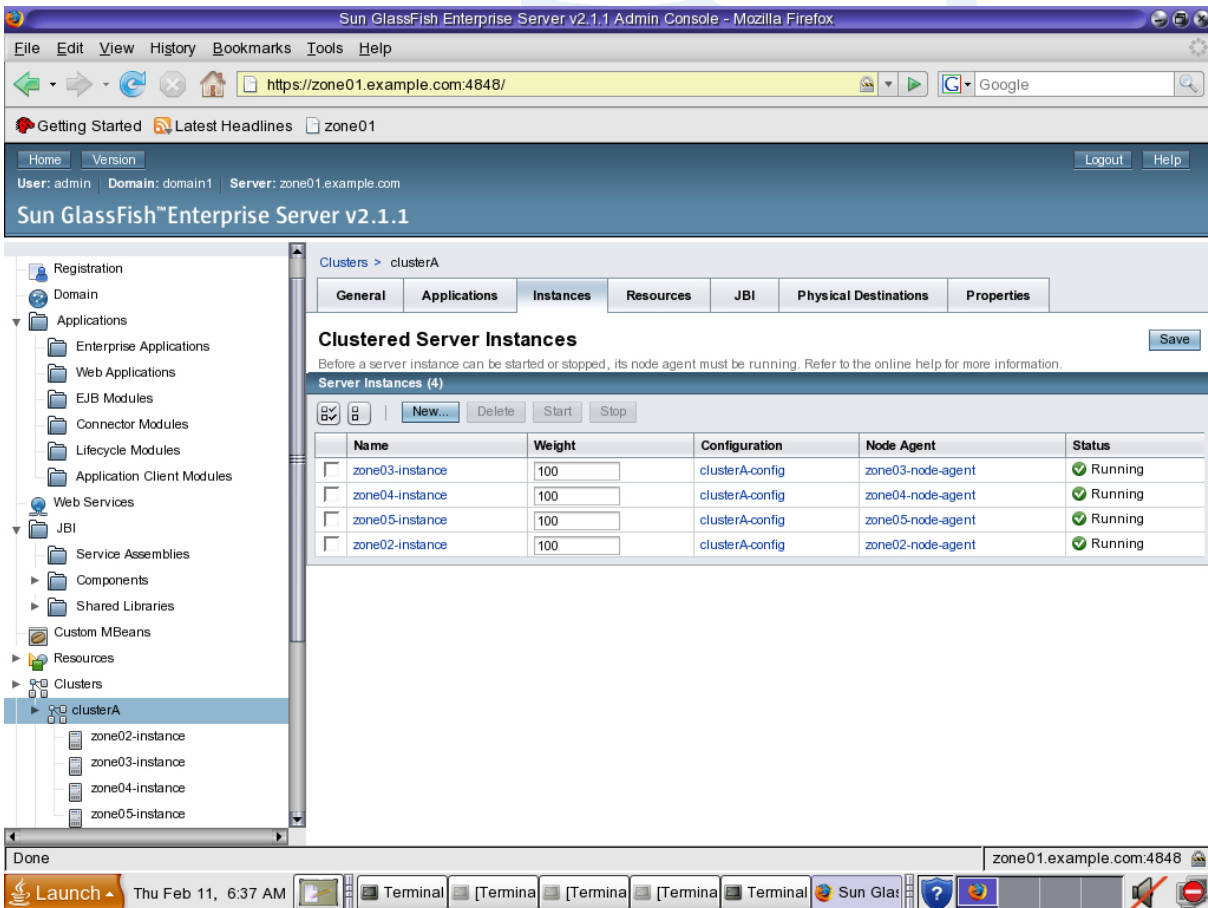 Sun GlassFish Enterprise Server v2.1.1 Admin Console - Mozilla Firefox
File Edit View History Bookmarks Tools Help
https://zone01.example.com:4848/
G Google
Getting Started Latest Headlines zone01
Home Version Logout Help
User: admin Domain: domain1 Server: zone01.example.com
Sun GlassFish™ Enterprise Server v2.1.1
Registration
Domain
Applications
Enterprise Applications
Web Applications
EJB Modules
Connector Modules
Lifecycle Modules
Application Client Modules
Web Services
JBI
Service Assemblies
Components
Shared Libraries
Custom MBeans
Resources
Clusters
clusterA
zone02-instance
zone03-instance
zone04-instance
zone05-instance
Clusters > clusterA
General Applications Instances Resources JBI Physical Destinations Properties
Clustered Server Instances
Save
Before a server instance can be started or stopped, its node agent must be running. Refer to the online help for more information.
Server Instances (4)
New... Delete Start Stop
Name Weight Configuration Node Agent Status
zone03-instance 100 clusterA-config zone03-node-agent Running
zone04-instance 100 clusterA-config zone04-node-agent Running
zone05-instance 100 clusterA-config zone05-node-agent Running
zone02-instance 100 clusterA-config zone02-node-agent Running
Done zone01.example.com:4848
Launch Thu Feb 11, 6:37 AM Terminal [Termina [Termina [Termina Terminal Sun Glas ?